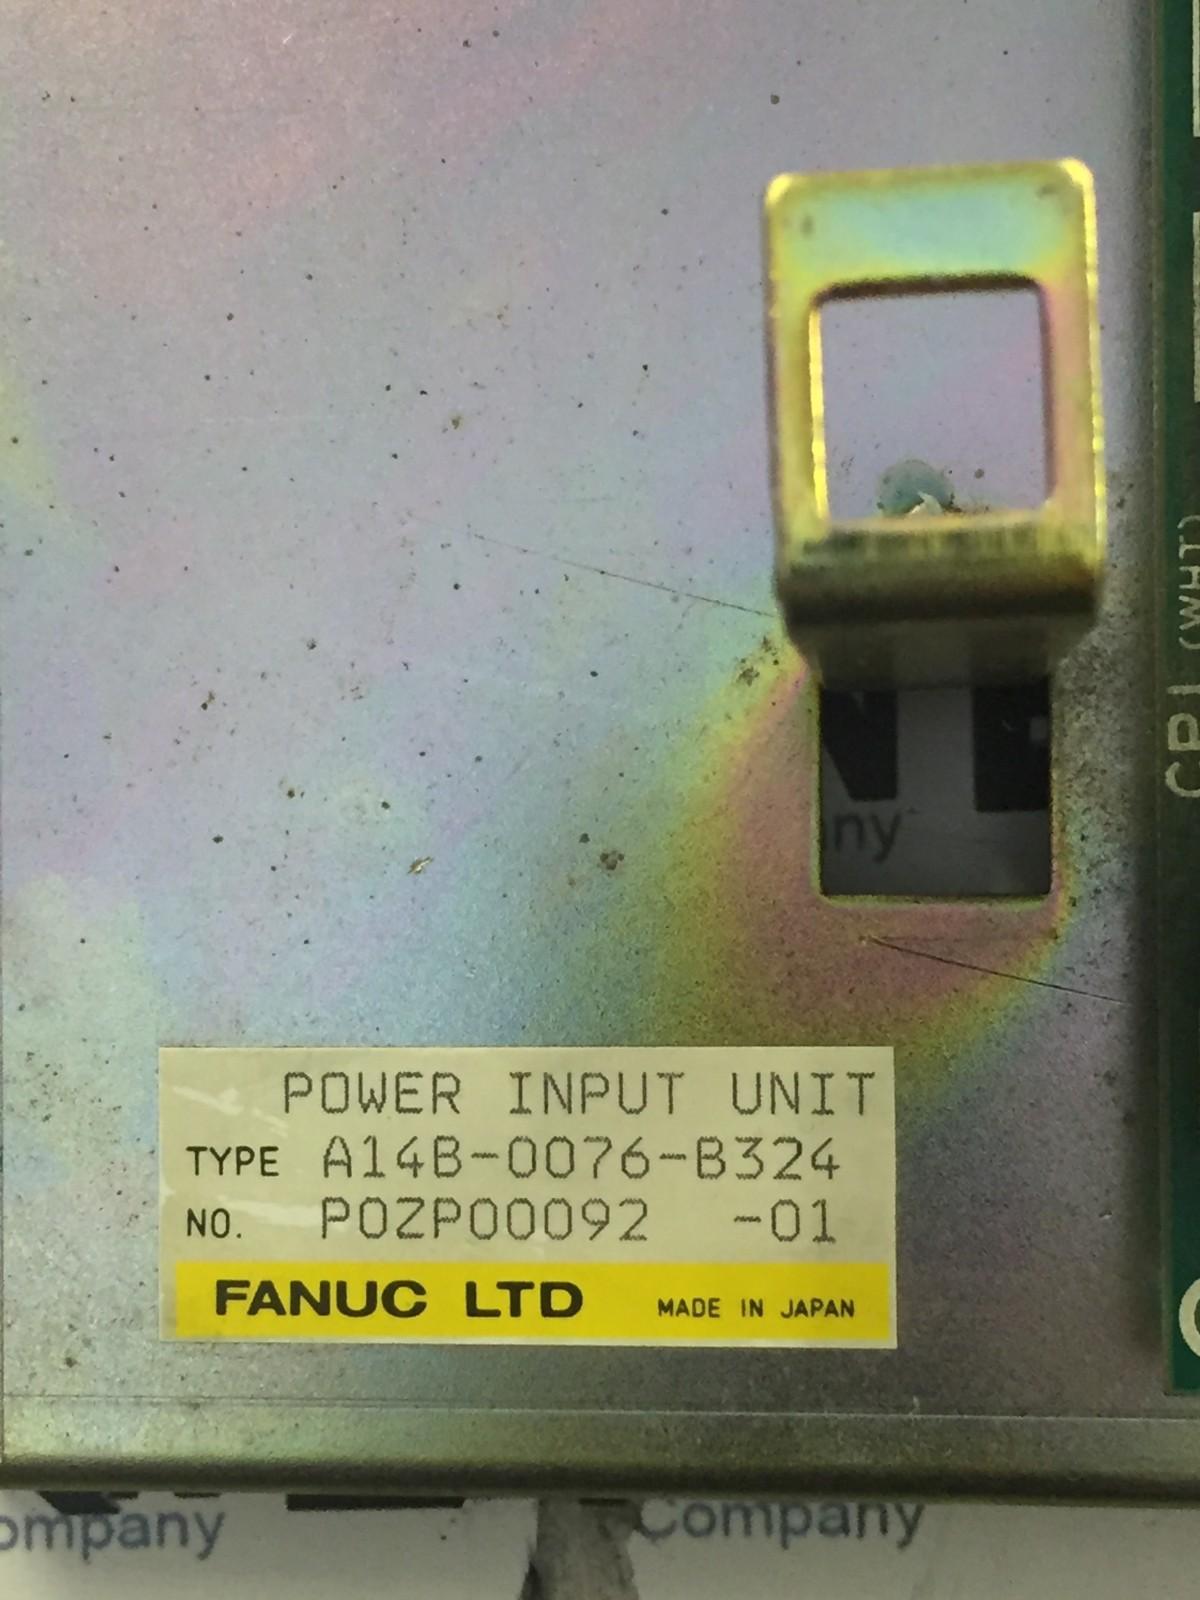 CP1(WHT)
ny
POWER INPUT UNIT
TYPE A14B-0076-B324
NO. P0ZP00092 -01
FANUC LTD MADE IN JAPAN
ompany Company